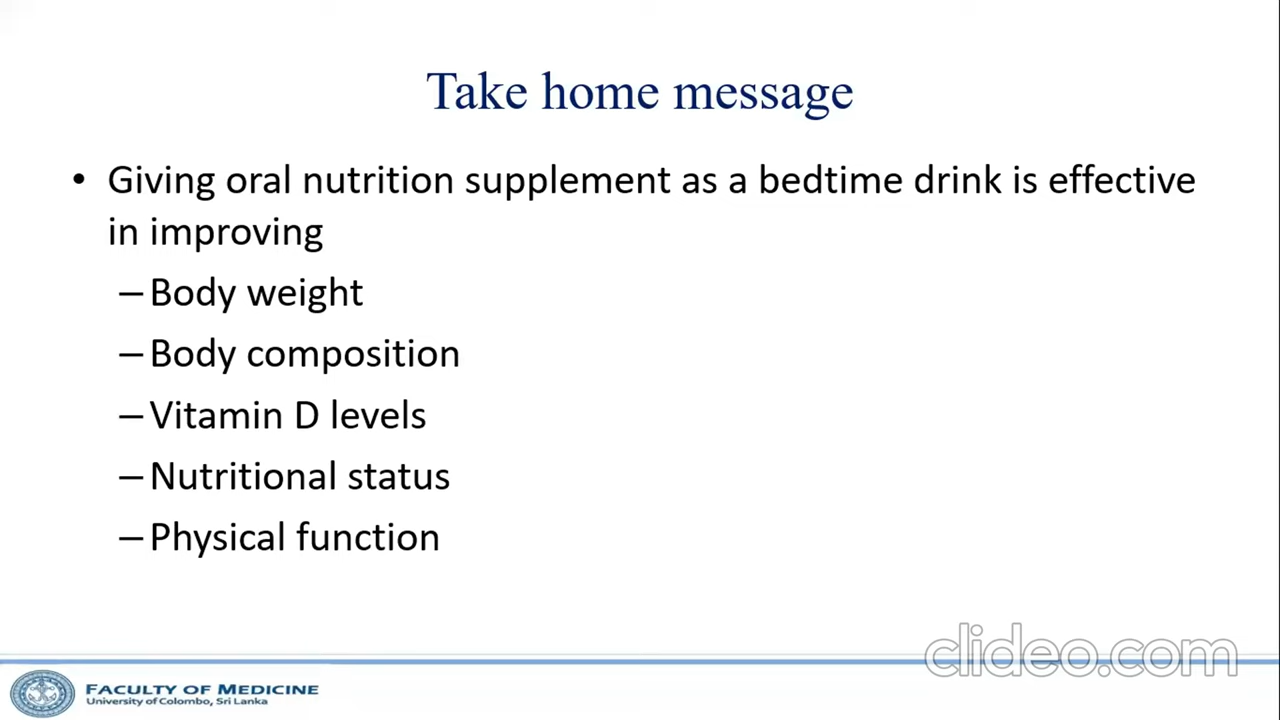 Take home message
• Giving oral nutrition supplement as a bedtime drink is effective
in improving
–Body weight
–Body composition
–Vitamin D levels
–Nutritional status
–Physical function
clideo.com
FACULTY OF MEDICINE
University of Colombo, Sri Lanka